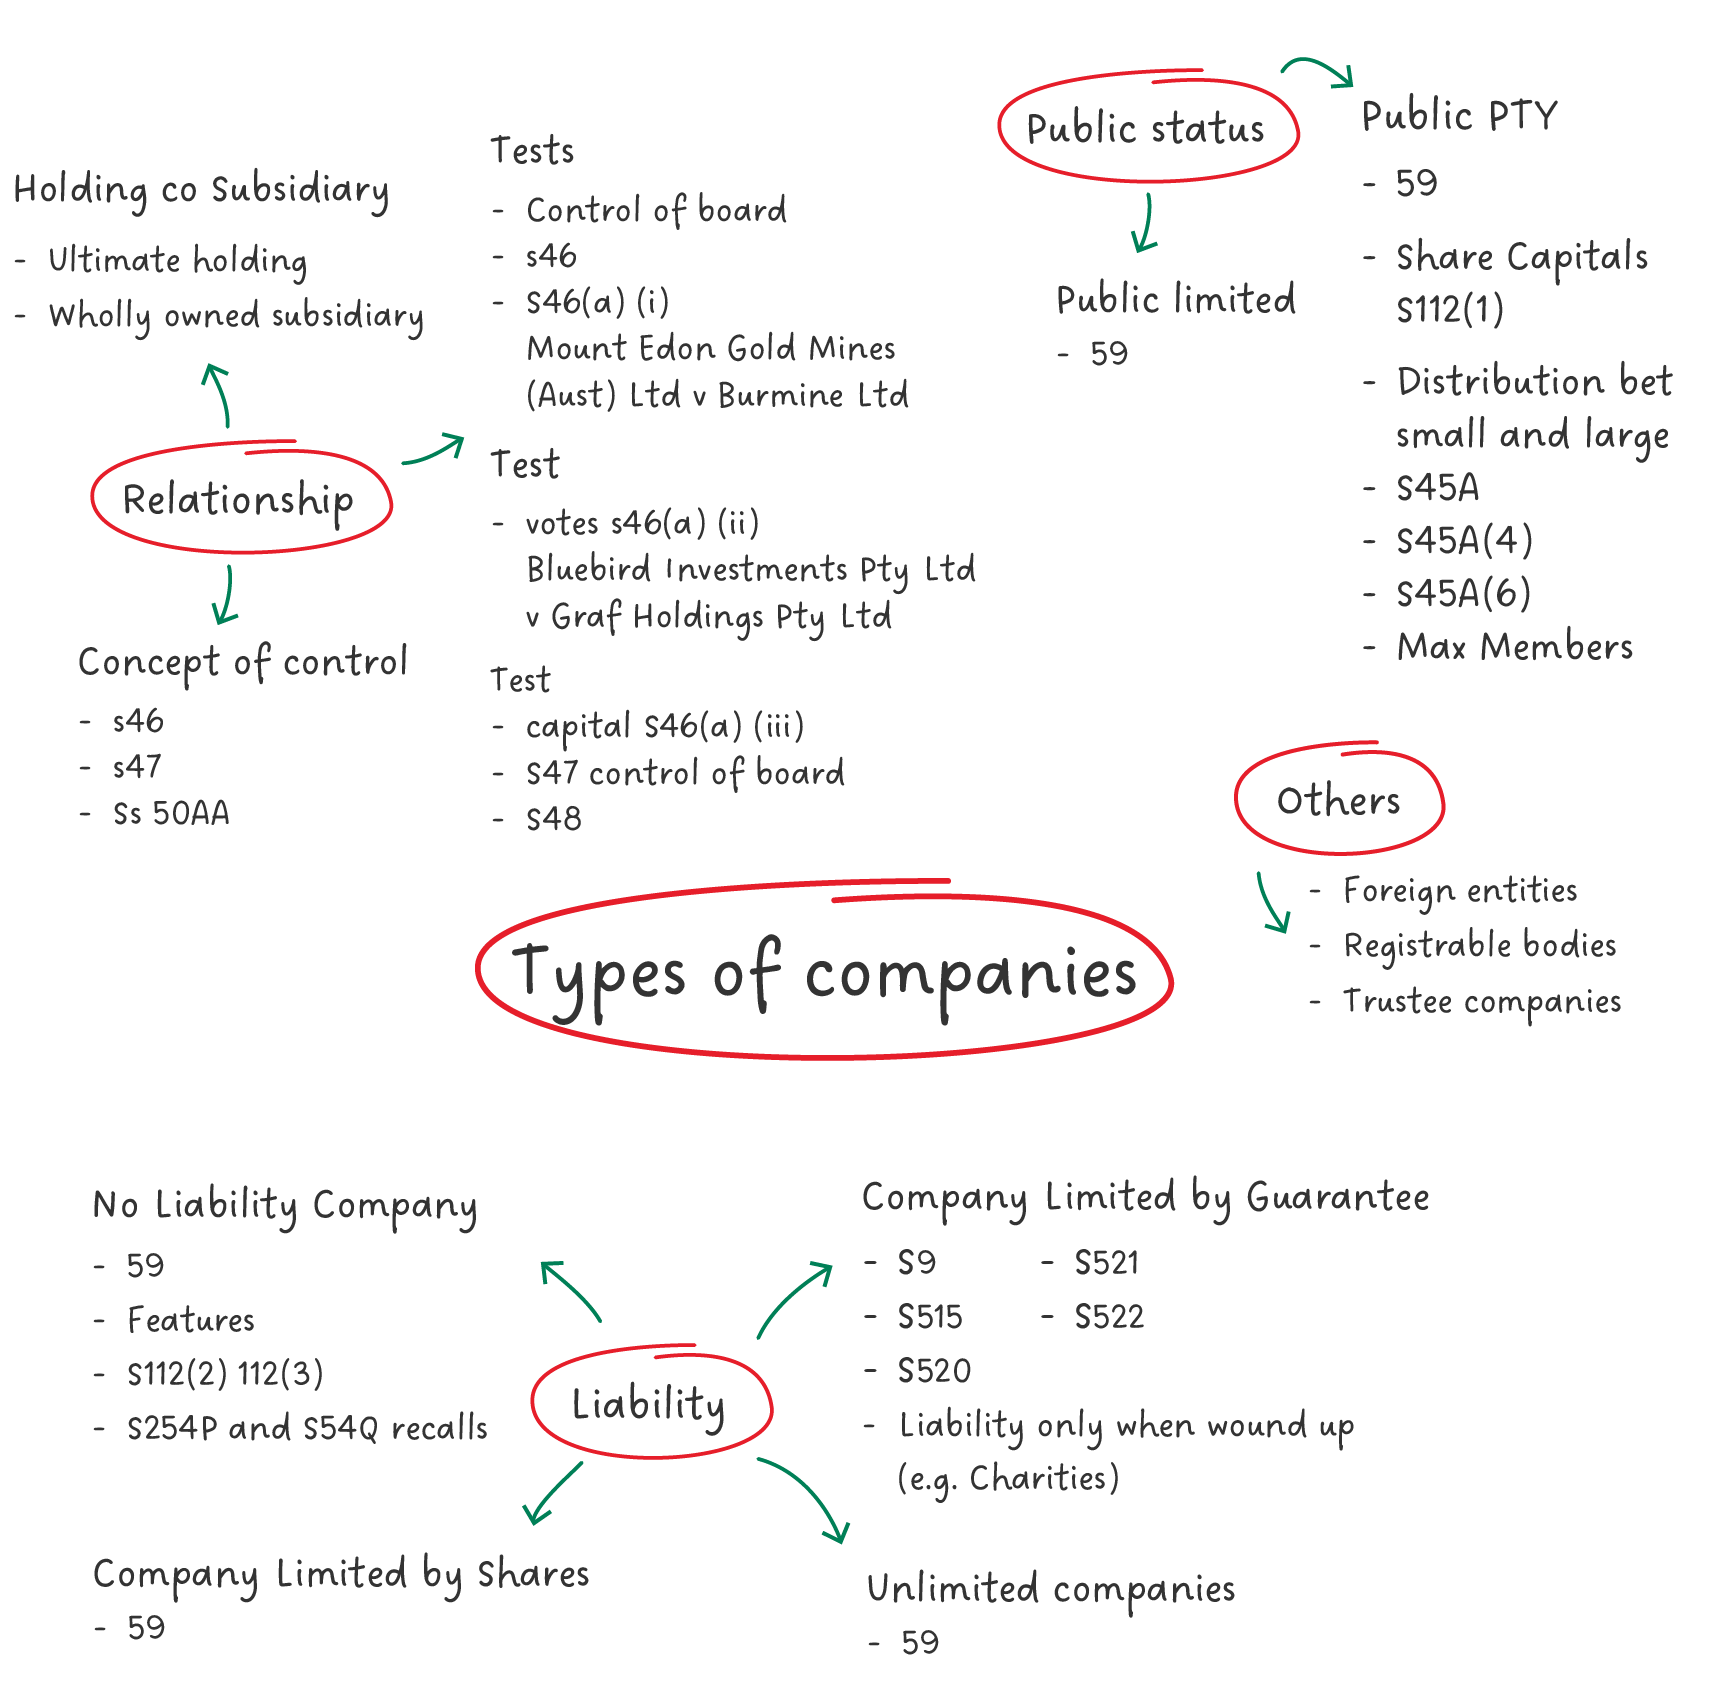 Holding co Subsidiary
- Ultimate holding
- Wholly owned subsidiary
Relationship
Concept of control
- s46
- s47
- Ss 50AA
Tests
- Control of board
- s46
- S46(a) (i)
Mount Edon Gold Mines
(Aust) Ltd v Burmine Ltd
Test
- votes s46(a) (ii)
Bluebird Investments Pty Ltd
v Graf Holdings Pty Ltd
Test
- capital S46(a) (iii)
- S47 control of board
- S48
Public status
Public limited
- 59
Public PTY
- 59
- Share Capitals
S112(1)
- Distribution bet
small and large
- S45A
- S45A(4)
- S45A(6)
- Max Members
Others
- Foreign entities
- Registrable bodies
- Trustee companies
Types of companies
No Liability Company
- 59
- Features
- S112(2) 112(3)
- S254P and S54Q recalls
Liability
Company Limited by Guarantee
- S9
- S515
- S520
- S521
- S522
- Liability only when wound up
(e.g. Charities)
Company Limited by Shares
- 59
Unlimited companies
- 59